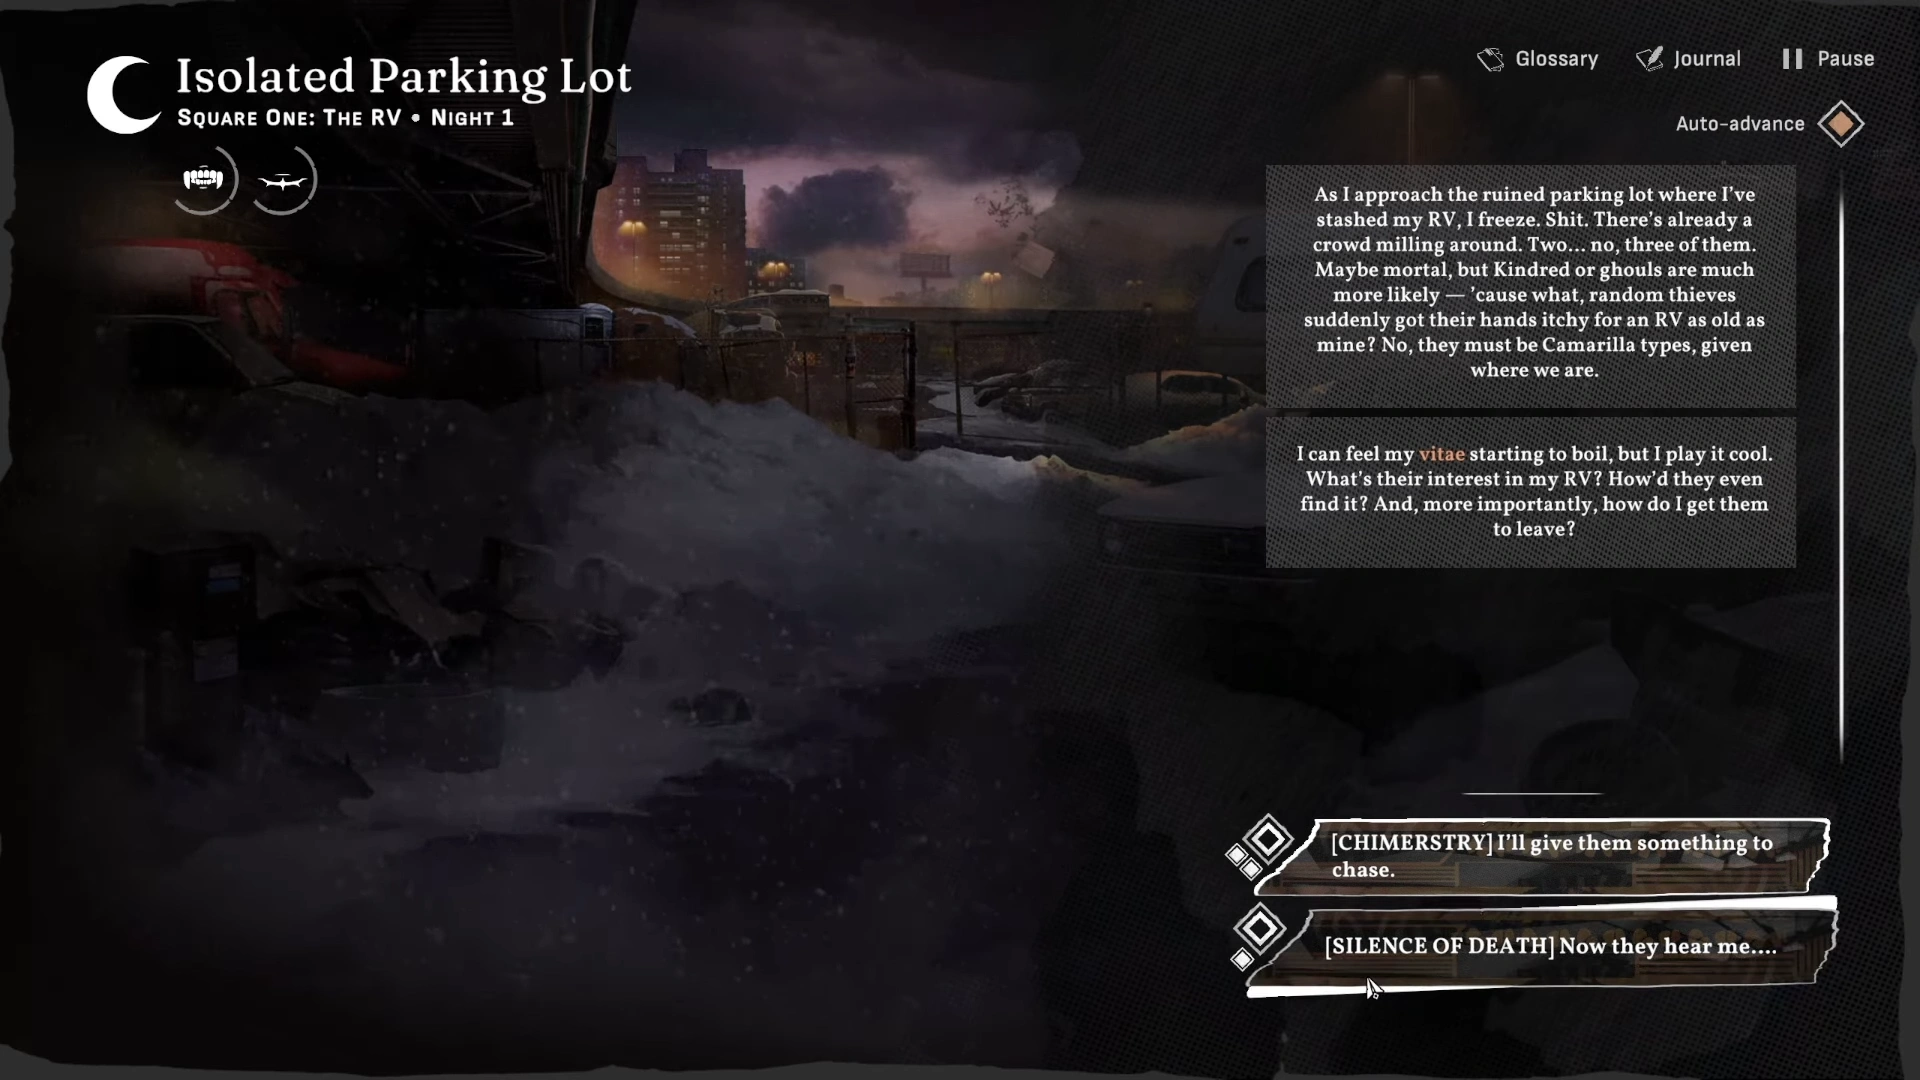 Isolated Parking Lot
SQUARE ONE: THE RV • NIGHT 1
Glossary
Journal
Pause
Auto-advance
As I approach the ruined parking lot where I've
stashed my RV, I freeze. Shit. There's already a
crowd milling around. Two... no, three of them.
Maybe mortal, but Kindred or ghouls are much
more likely — 'cause what, random thieves
suddenly got their hands itchy for an RV as old as
mine? No, they must be Camarilla types, given
where we are.
I can feel my vitae starting to boil, but I play it cool.
What's their interest in my RV? How'd they even
find it? And, more importantly, how do I get them
to leave?
[CHIMERSTRY] I'll give them something to
chase.
[SILENCE OF DEATH] Now they hear me....